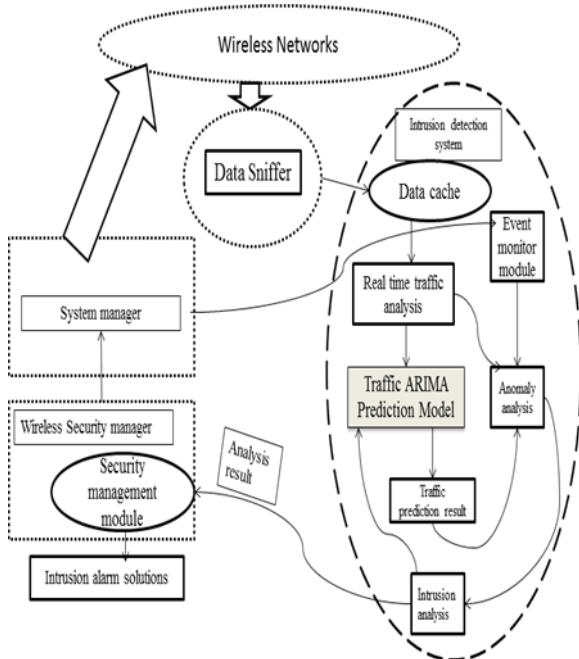 Wireless Networks
Data Sniffer
Intrusion detection
system
Data cache
Event
monitor
module
Real time traffic
analysis
System manager
Traffic ARIMA
Prediction Model
Anomaly
analysis
Wireless Security manager
Analysis
result
Security
management
module
Traffic
prediction result
Intrusion alarm solutions
Intrusion
analysis